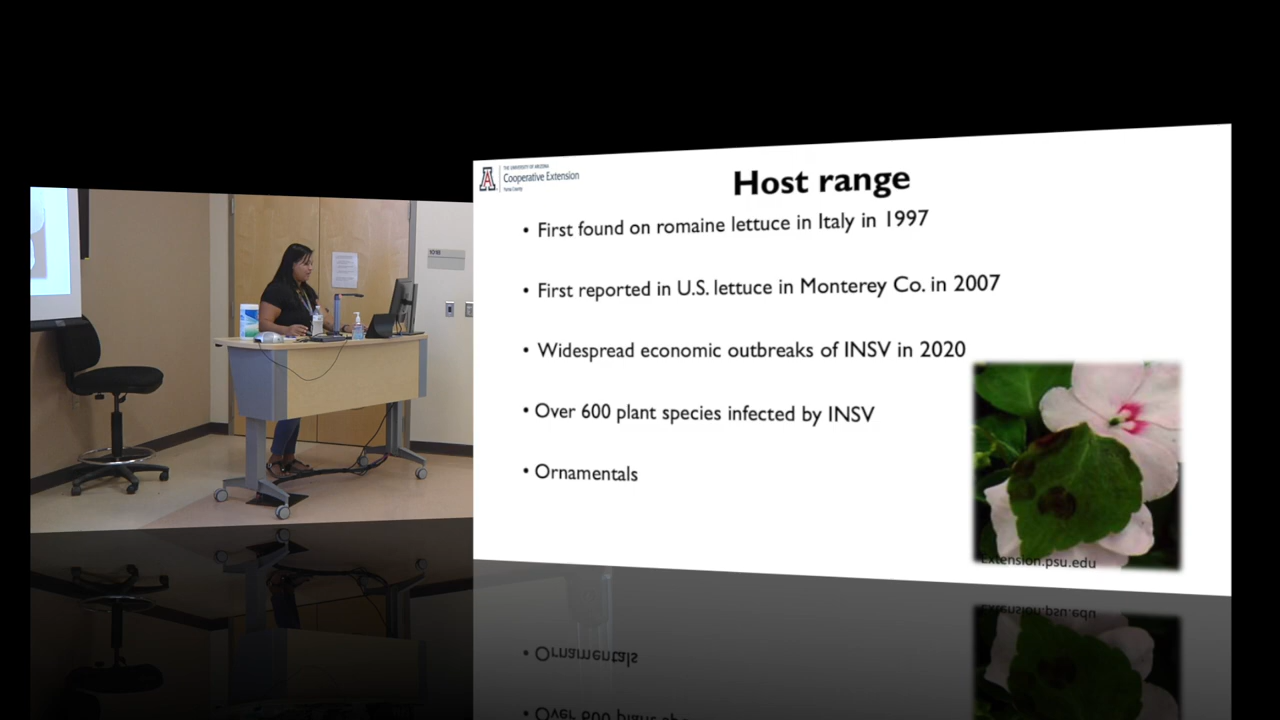 THE UNIVERSITY OF ARIZONA
Cooperative Extension
Yuma County
Host range
• First found on romaine lettuce in Italy in 1997
• First reported in U.S. lettuce in Monterey Co. in 2007
• Widespread economic outbreaks of INSV in 2020
• Over 600 plant species infected by INSV
• Ornamentals
Extension.psu.edu